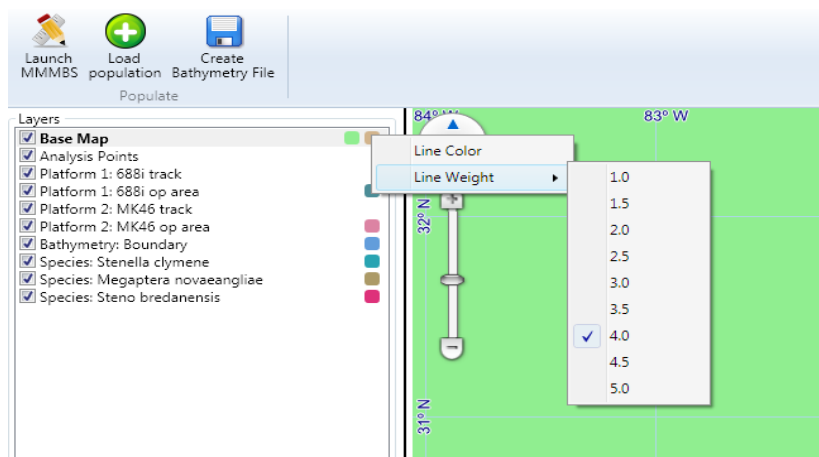 Launch
MMMBS
Load
population
Create
Bathymetry File
Populate
Layers
Base Map
Analysis Points
Platform 1: 688i track
Platform 1: 688i op area
Platform 2: MK46 track
Platform 2: MK46 op area
Bathymetry: Boundary
Species: Stenella clymene
Species: Megaptera novaeangliae
Species: Steno bredanensis
83° W
Line Color
Line Weight
1.0
1.5
2.0
2.5
3.0
3.5
4.0
4.5
5.0
32° N
31° N